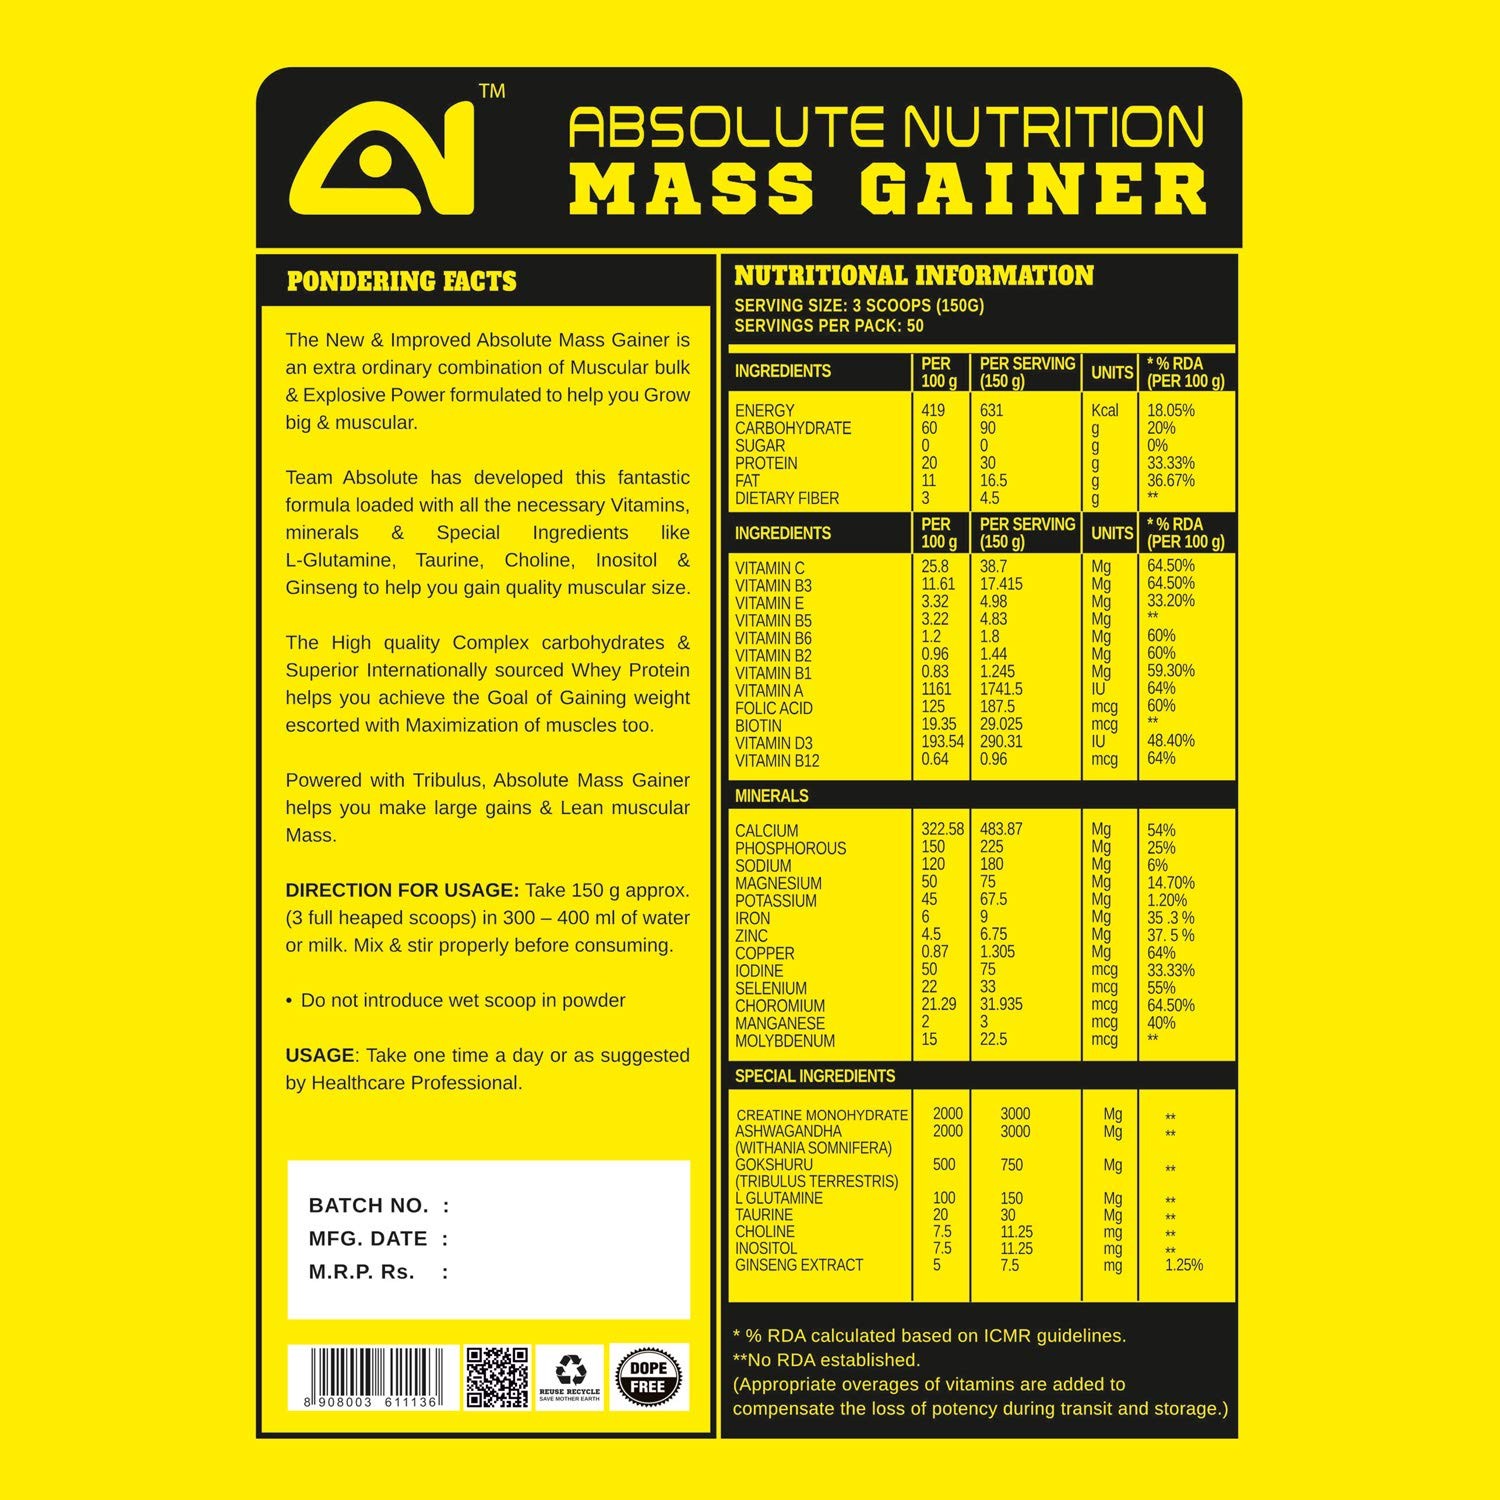 TM
ABSOLUTE NUTRITION
MASS GAINER
PONDERING FACTS
The New & Improved Absolute Mass Gainer is
an extra ordinary combination of Muscular bulk
& Explosive Power formulated to help you Grow
big & muscular.
Team Absolute has developed this fantastic
formula loaded with all the necessary Vitamins,
minerals & Special Ingredients like
L-Glutamine, Taurine, Choline, Inositol &
Ginseng to help you gain quality muscular size.
The High quality Complex carbohydrates &
Superior Internationally sourced Whey Protein
helps you achieve the Goal of Gaining weight
escorted with Maximization of muscles too.
Powered with Tribulus, Absolute Mass Gainer
helps you make large gains & Lean muscular
Mass.
DIRECTION FOR USAGE: Take 150 g approx.
(3 full heaped scoops) in 300 – 400 ml of water
or milk. Mix & stir properly before consuming.
• Do not introduce wet scoop in powder
USAGE: Take one time a day or as suggested
by Healthcare Professional.
BATCH NO. :
MFG. DATE :
M.R.P. Rs. :
8 908003 611136
REUSE RECYCLE
SAVE MOTHER EARTH
DOPE
FREE
NUTRITIONAL INFORMATION
SERVING SIZE: 3 SCOOPS (150G)
SERVINGS PER PACK: 50
INGREDIENTS PER 100 g PER SERVING (150 g) UNITS * % RDA (PER 100 g)
ENERGY 419 631 Kcal 18.05%
CARBOHYDRATE 60 90 g 20%
SUGAR 0 0 g 0%
PROTEIN 20 30 g 33.33%
FAT 11 16.5 g 36.67%
DIETARY FIBER 3 4.5 g **
INGREDIENTS PER 100 g PER SERVING (150 g) UNITS * % RDA (PER 100 g)
VITAMIN C 25.8 38.7 Mg 64.50%
VITAMIN B3 11.61 17.415 Mg 64.50%
VITAMIN E 3.32 4.98 Mg 33.20%
VITAMIN B5 3.22 4.83 Mg **
VITAMIN B6 1.2 1.8 Mg 60%
VITAMIN B2 0.96 1.44 Mg 60%
VITAMIN B1 0.83 1.245 Mg 59.30%
VITAMIN A 1161 1741.5 IU 64%
FOLIC ACID 125 187.5 mcg 60%
BIOTIN 19.35 29.025 mcg **
VITAMIN D3 193.54 290.31 IU 48.40%
VITAMIN B12 0.64 0.96 mcg 64%
MINERALS
CALCIUM 322.58 483.87 Mg 54%
PHOSPHOROUS 150 225 Mg 25%
SODIUM 120 180 Mg 6%
MAGNESIUM 50 75 Mg 14.70%
POTASSIUM 45 67.5 Mg 1.20%
IRON 6 9 Mg 35 .3 %
ZINC 4.5 6.75 Mg 37. 5 %
COPPER 0.87 1.305 Mg 64%
IODINE 50 75 mcg 33.33%
SELENIUM 22 33 mcg 55%
CHOROMIUM 21.29 31.935 mcg 64.50%
MANGANESE 2 3 mcg 40%
MOLYBDENUM 15 22.5 mcg **
SPECIAL INGREDIENTS
CREATINE MONOHYDRATE 2000 3000 Mg **
ASHWAGANDHA 2000 3000 Mg **
(WITHANIA SOMNIFERA)
GOKSHURU 500 750 Mg **
(TRIBULUS TERRESTRIS)
L GLUTAMINE 100 150 Mg **
TAURINE 20 30 Mg **
CHOLINE 7.5 11.25 mg **
INOSITOL 7.5 11.25 mg **
GINSENG EXTRACT 5 7.5 mg 1.25%
* % RDA calculated based on ICMR guidelines.
**No RDA established.
(Appropriate overages of vitamins are added to
compensate the loss of potency during transit and storage.)